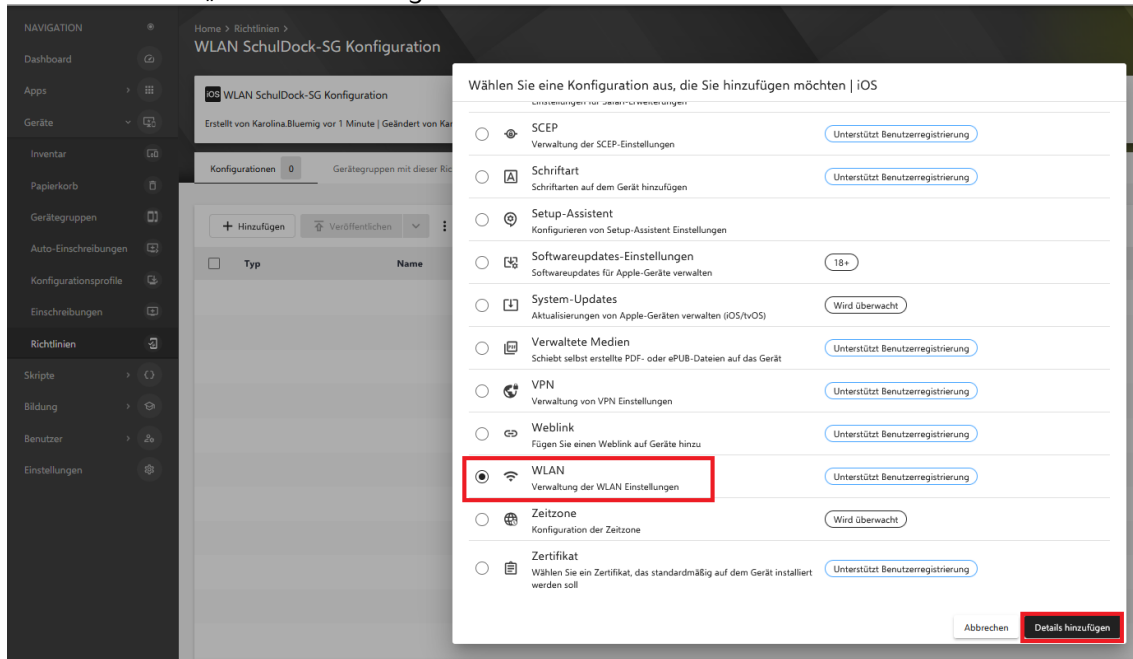 NAVIGATION
Dashboard
Apps
Geräte
Inventar
Papierkorb
Gerätegruppen
Auto-Einschreibungen
Konfigurationsprofile
Einschreibungen
Richtlinien
Skripte
Bildung
Benutzer
Einstellungen
Home > Richtlinien >
WLAN SchulDock-SG Konfiguration
iOS WLAN SchulDock-SG Konfiguration
Erstellt von Karolina.Bluemig vor 1 Minute | Geändert von Kar
Konfigurationen 0 Gerätegruppen mit dieser Ric
+ Hinzufügen Veröffentlichen
Typ Name
Wählen Sie eine Konfiguration aus, die Sie hinzufügen möchten | iOS
Einstellungen für Safari-Erweiterungen
SCEP
Verwaltung der SCEP-Einstellungen
Unterstützt Benutzerregistrierung
Schriftart
Schriftarten auf dem Gerät hinzufügen
Unterstützt Benutzerregistrierung
Setup-Assistent
Konfigurieren von Setup-Assistent Einstellungen
Softwareupdates-Einstellungen
Softwareupdates für Apple-Geräte verwalten
18+
System-Updates
Aktualisierungen von Apple-Geräten verwalten (iOS/tvOS)
Wird überwacht
Verwaltete Medien
Schiebt selbst erstellte PDF- oder ePUB-Dateien auf das Gerät
Unterstützt Benutzerregistrierung
VPN
Verwaltung von VPN Einstellungen
Unterstützt Benutzerregistrierung
Weblink
Fügen Sie einen Weblink auf Geräte hinzu
Unterstützt Benutzerregistrierung
WLAN
Verwaltung der WLAN Einstellungen
Unterstützt Benutzerregistrierung
Zeitzone
Konfiguration der Zeitzone
Wird überwacht
Zertifikat
Wählen Sie ein Zertifikat, das standardmäßig auf dem Gerät installiert
werden soll
Unterstützt Benutzerregistrierung
Abbrechen Details hinzufügen